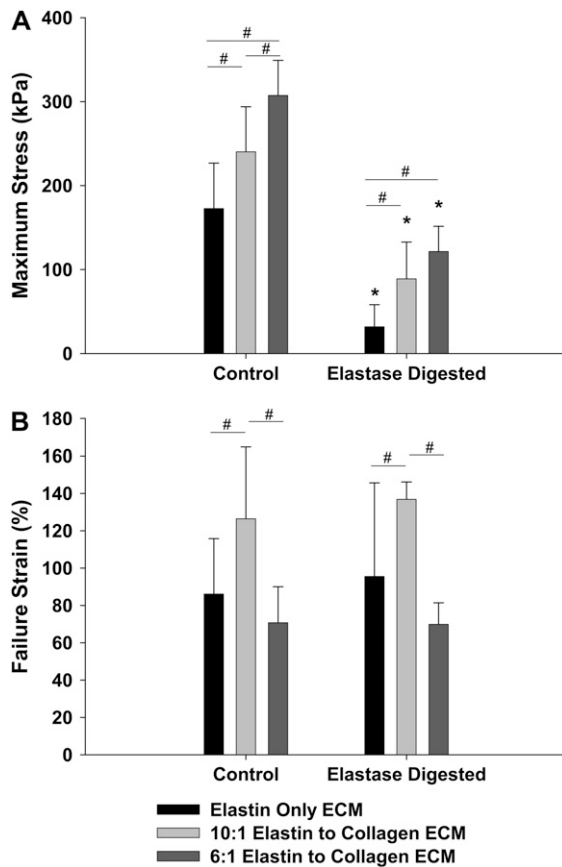 A
Maximum Stress (kPa)
400
300
200
100
0
#
#
#
#
#
*
*
*
Control
Elastase Digested
B
Failure Strain (%)
180
160
140
120
100
80
60
40
20
0
#
#
#
#
Control
Elastase Digested
Elastin Only ECM
10:1 Elastin to Collagen ECM
6:1 Elastin to Collagen ECM